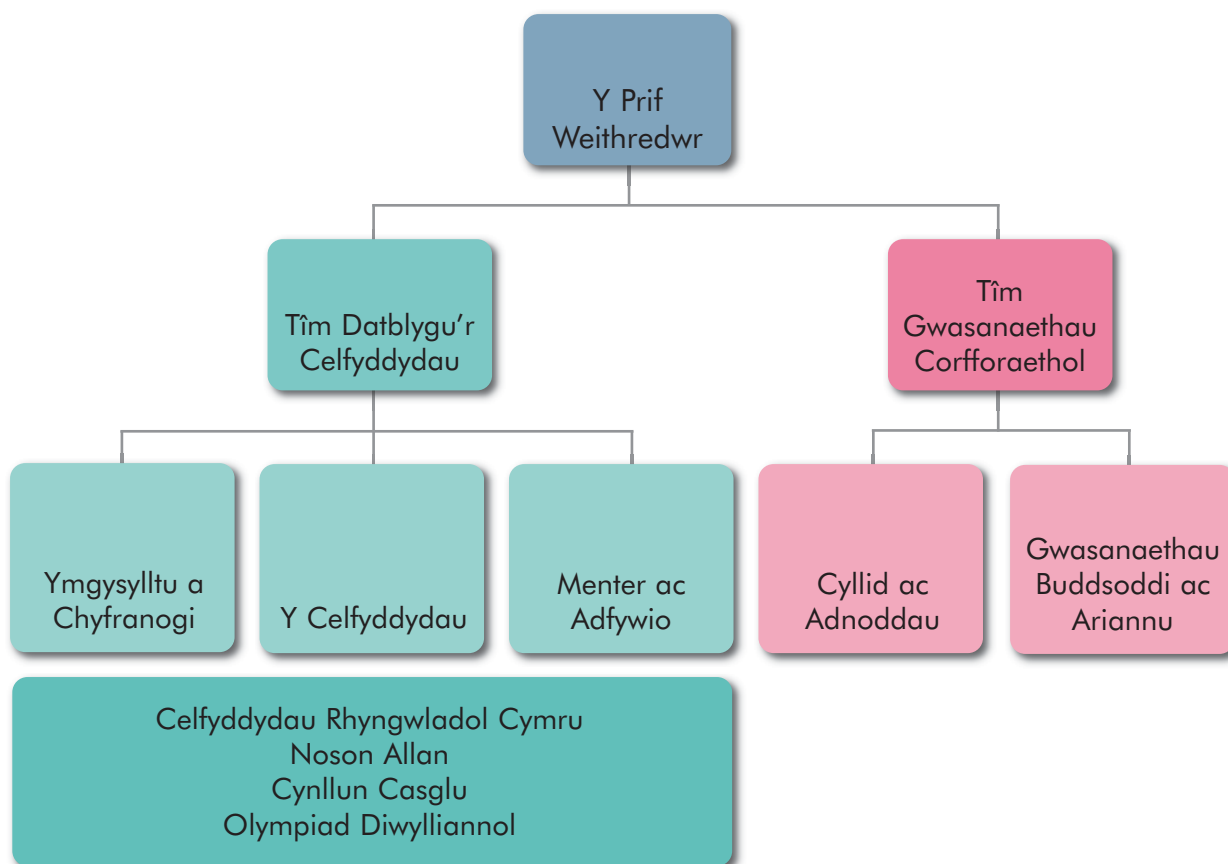 Y Prif
Weithredwr
Tîm Datblygu’r
Celfyddydau
Tîm
Gwasanaethau
Corfforaethol
Ymgysylltu a
Chyfranogi
Y Celfyddydau
Menter ac
Adfywio
Cyllid ac
Adnoddau
Gwasanaethau
Buddsoddi ac
Ariannu
Celfyddydau Rhyngwladol Cymru
Noson Allan
Cynllun Casglu
Olympiad Diwylliannol